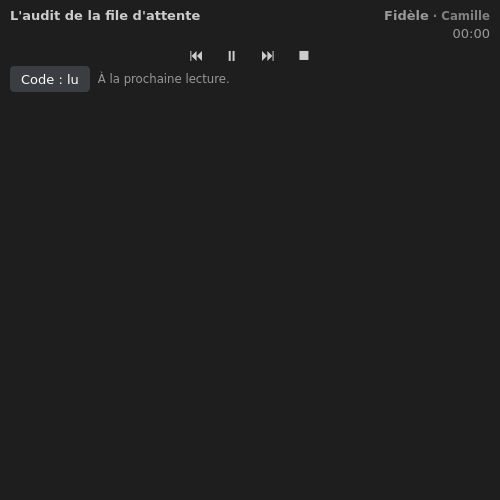 L'audit de la file d'attente
Fidèle · Camille
00:00
Code : lu
À la prochaine lecture.